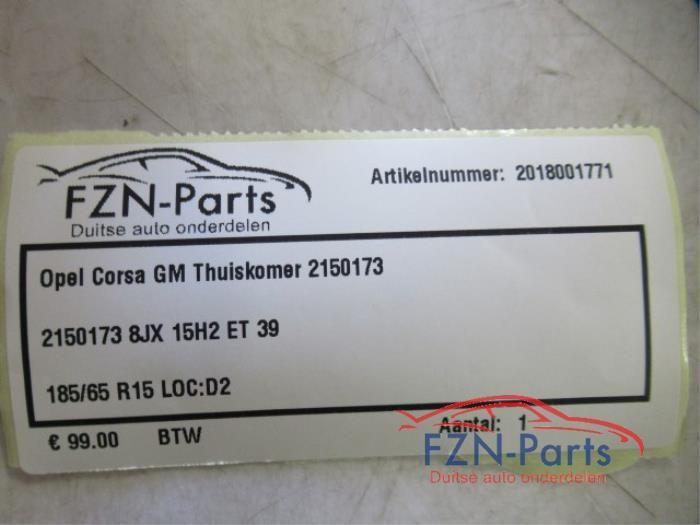 FZN-Parts
Duitse auto onderdelen
Artikelnummer: 2018001771
Opel Corsa GM Thuiskomer 2150173
2150173 8JX 15H2 ET 39
185/65 R15 LOC:D2
€ 99.00 BTW
Aantal: 1
FZN-Parts
Duitse auto onderdelen